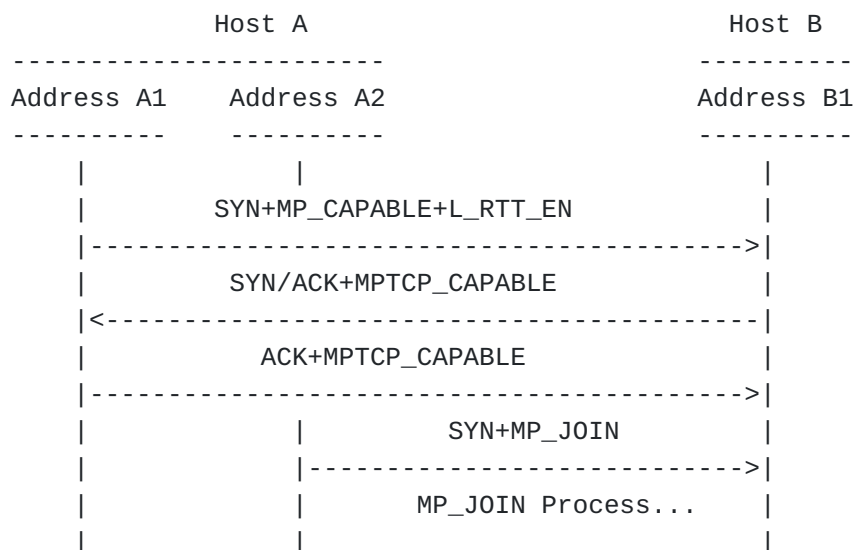 Host A Host B
------------------------ ----------
Address A1 Address A2 Address B1
---------- ---------- ----------
| | |
| SYN+MP_CAPABLE+L_RTT_EN |
|------------------------------------------>|
| SYN/ACK+MPTCP_CAPABLE |
|<------------------------------------------|
| ACK+MPTCP_CAPABLE |
|------------------------------------------>|
| | SYN+MP_JOIN |
| |---------------------------->|
| | MP_JOIN Process... |
| | |